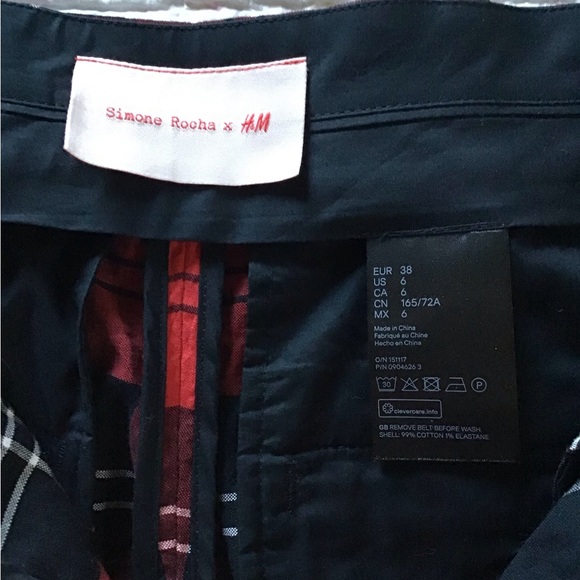 Simone Rocha x H&M
EUR 38
US 6
CA 6
CN 165/72A
MX 6
Made in China
Fabriqué au Chine
Hecho en China
O/N 151117
P/N 0904626 3
30
P
clevercare.info
GB REMOVE BELT BEFORE WASH.
SHELL: 99% COTTON 1% ELASTANE